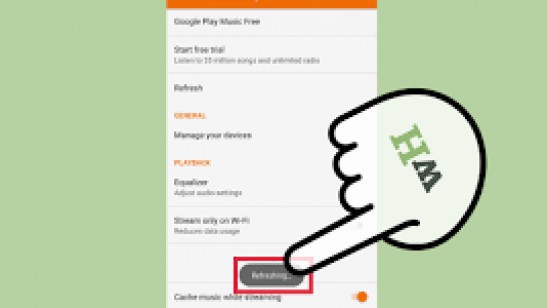 Google Play Music Free
Start free trial
Listen to 35 million songs and unlimited radio
Refresh
GENERAL
Manage your devices
PLAYBACK
Equalizer
Adjust audio settings
Stream only on Wi-Fi
Reduces data usage
Refreshing...
Cache music while streaming
wH